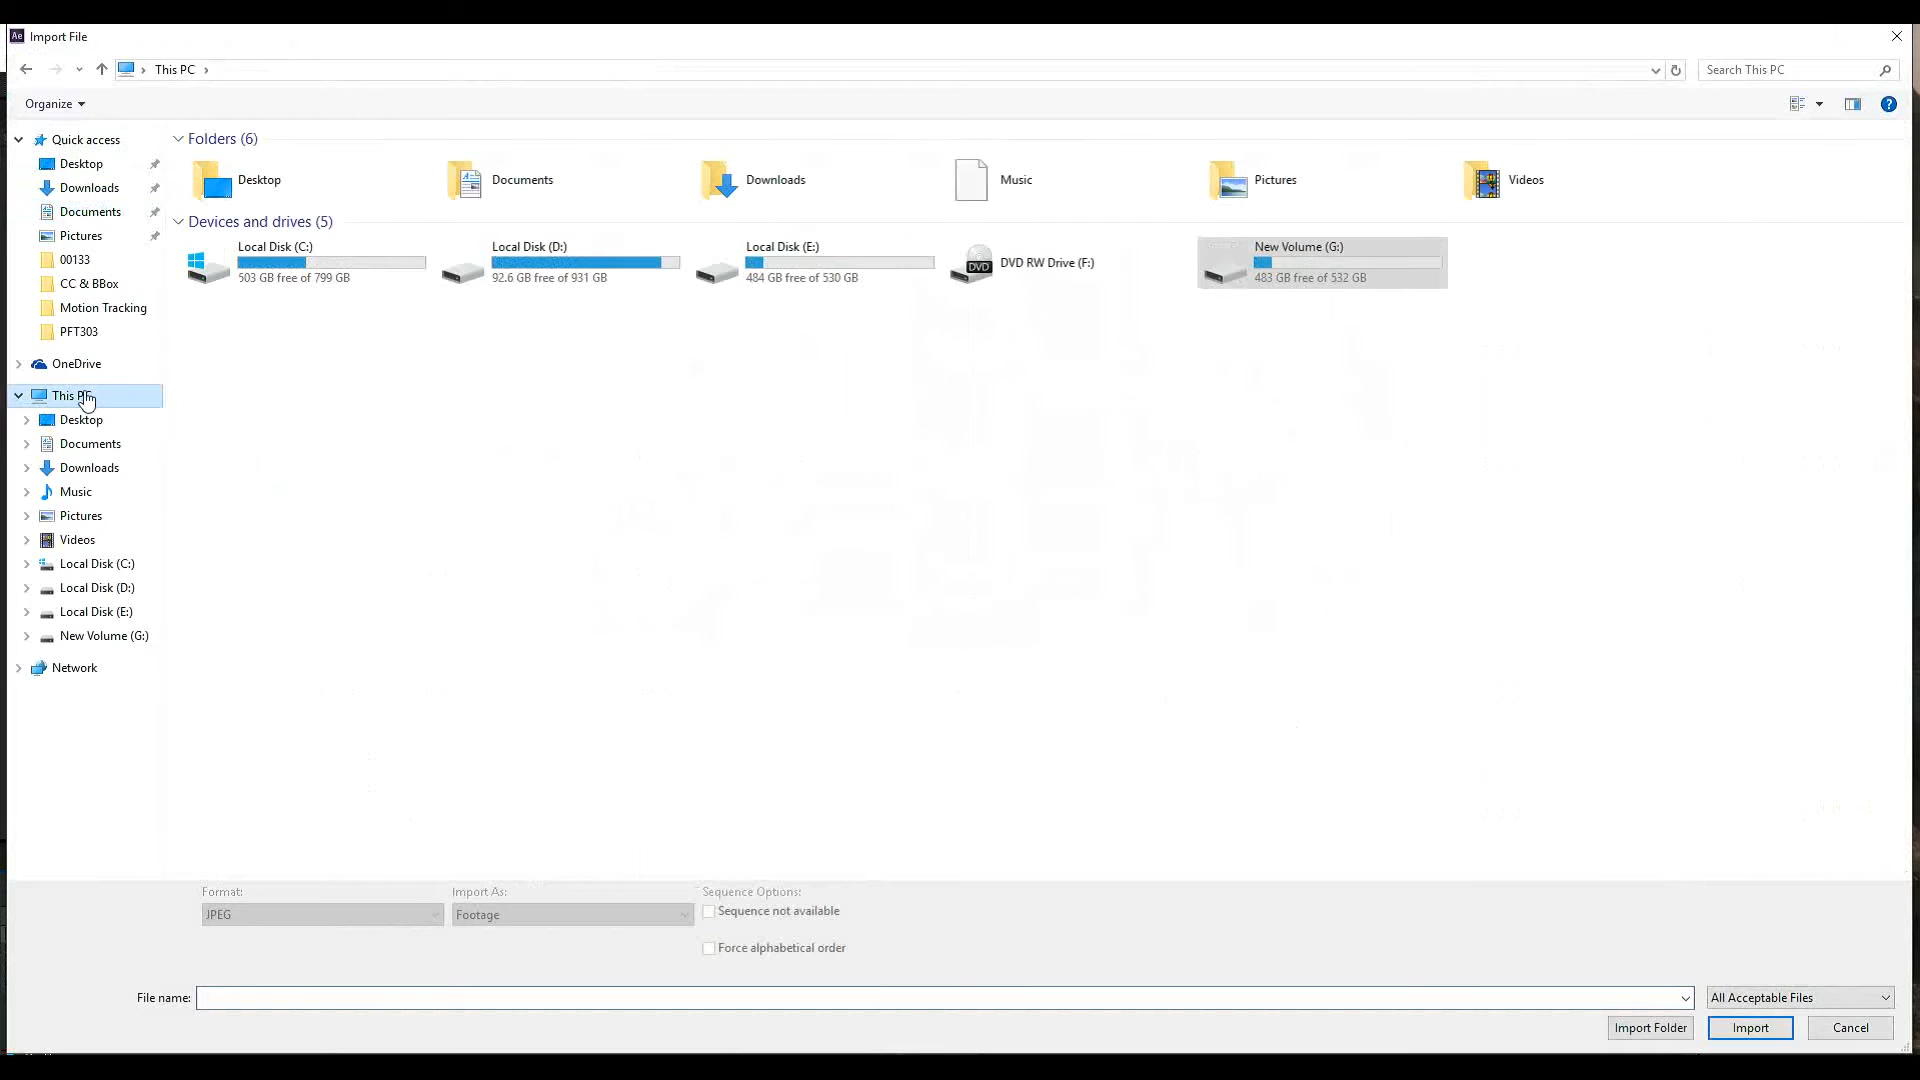 Ae Import File
This PC
Search This PC
Organize
Quick access
Desktop
Downloads
Documents
Pictures
00133
CC & BBox
Motion Tracking
PFT303
OneDrive
This PC
Desktop
Documents
Downloads
Music
Pictures
Videos
Local Disk (C:)
Local Disk (D:)
Local Disk (E:)
New Volume (G:)
Network
Folders (6)
Desktop
Documents
Downloads
Music
Pictures
Videos
Devices and drives (5)
Local Disk (C:)
503 GB free of 799 GB
Local Disk (D:)
92.6 GB free of 931 GB
Local Disk (E:)
484 GB free of 530 GB
DVD
DVD RW Drive (F:)
New Volume (G:)
483 GB free of 532 GB
Format:
JPEG
Import As:
Footage
Sequence Options:
Sequence not available
Force alphabetical order
File name:
All Acceptable Files
Import Folder
Import
Cancel